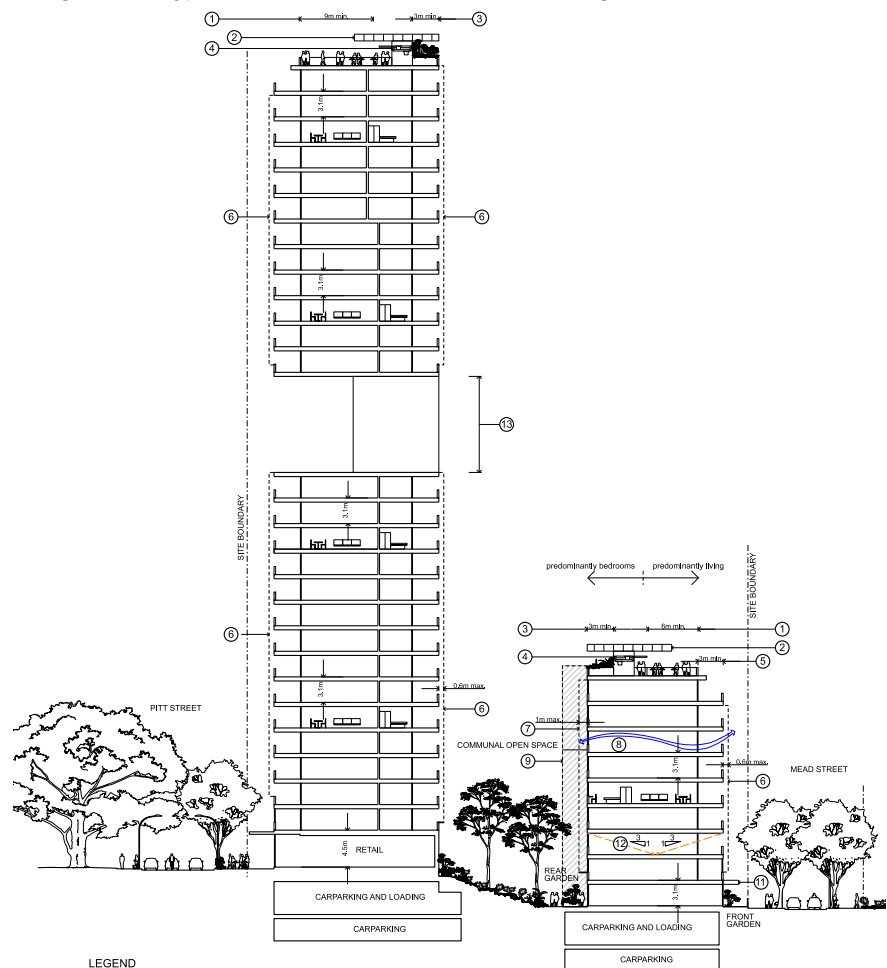 1
9m min.
3m min
3
2
4
3.1m
6
6
3.1m
13
SITE BOUNDARY
3.1m
predominantly bedrooms
predominantly living
SITE BOUNDARY
3
3m min
6m min.
1
2
6
4
3m min
5
3.1m
0.6m max.
6
PITT STREET
1m max.
7
8
COMMUNAL OPEN SPACE
9
3.1m
0.6m max.
6
MEAD STREET
4.5m
RETAIL
12
3
1
3
1
REAR
GARDEN
11
3.1m
CARPARKING AND LOADING
FRONT
GARDEN
CARPARKING
CARPARKING AND LOADING
CARPARKING
LEGEND